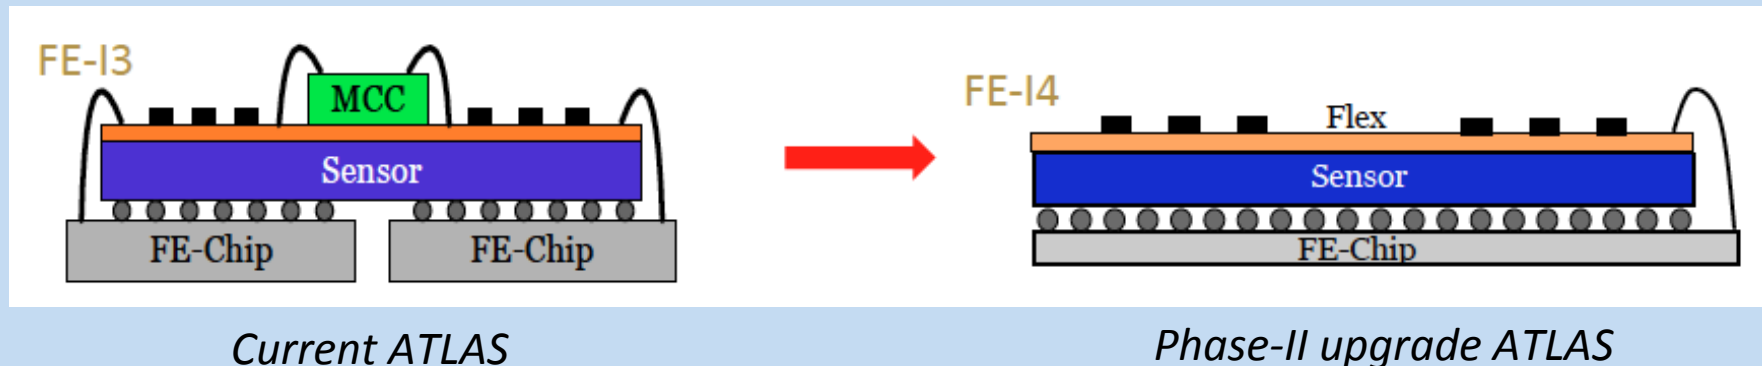 FE-I3
MCC
Sensor
FE-Chip FE-Chip
Current ATLAS
FE-I4
Flex
Sensor
FE-Chip
Phase-II upgrade ATLAS